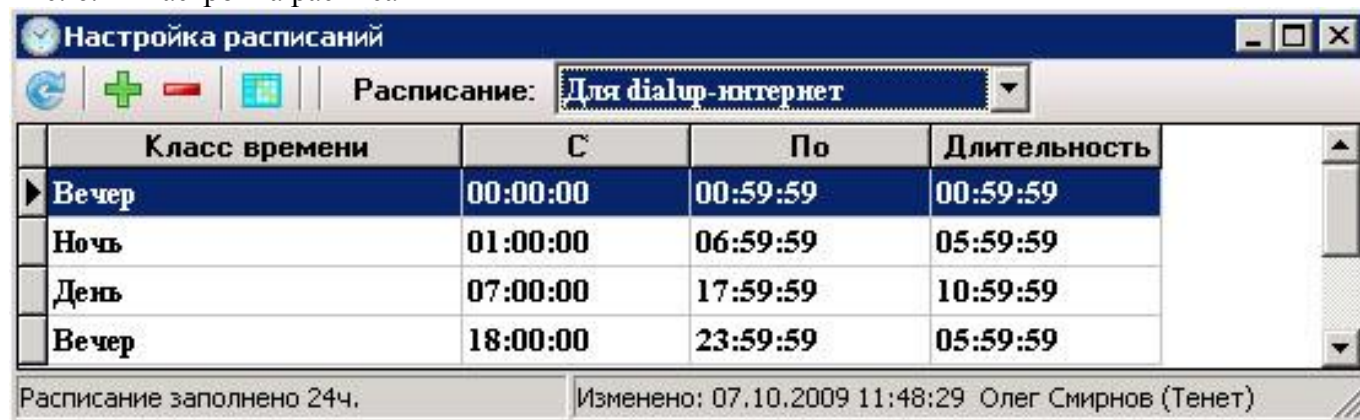 Настройка расписаний
Расписание: Для dialup-интернет
Класс времени С По Длительность
Вечер 00:00:00 00:59:59 00:59:59
Ночь 01:00:00 06:59:59 05:59:59
День 07:00:00 17:59:59 10:59:59
Вечер 18:00:00 23:59:59 05:59:59
Расписание заполнено 24ч. Изменено: 07.10.2009 11:48:29 Олег Смирнов (Тенет)